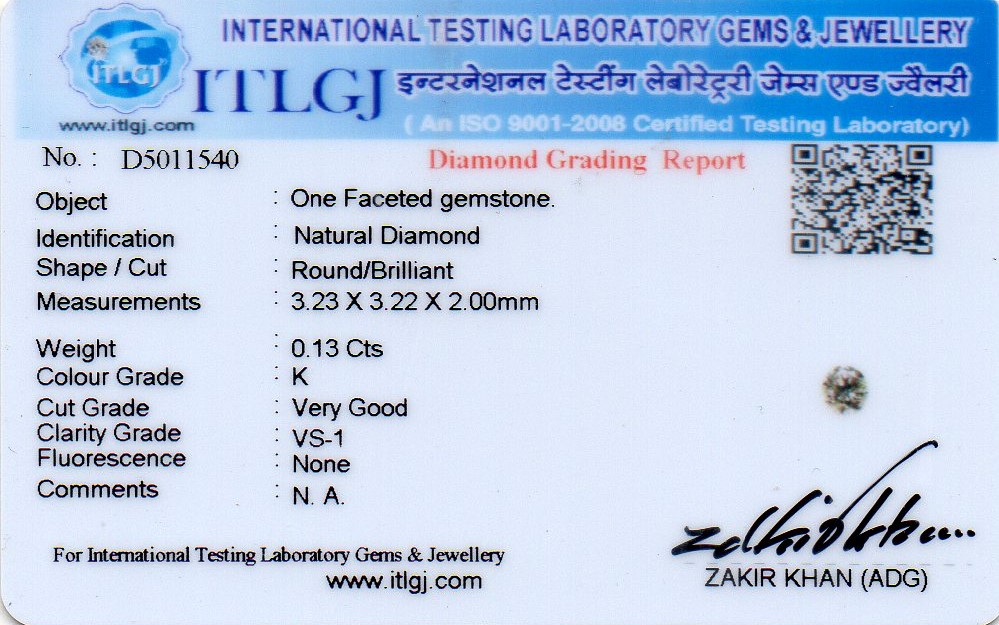 INTERNATIONAL TESTING LABORATORY GEMS & JEWELLERY
ITLGJ
ITLGJ
इन्टरनेशनल टेस्टींग लेबोरेट्ररी जेम्स एण्ड ज्वैलरी
www.itlgj.com
( An ISO 9001-2008 Certified Testing Laboratory)
No. : D5011540
Diamond Grading Report
Object : One Faceted gemstone.
Identification : Natural Diamond
Shape / Cut : Round/Brilliant
Measurements : 3.23 X 3.22 X 2.00mm
Weight : 0.13 Cts
Colour Grade : K
Cut Grade : Very Good
Clarity Grade : VS-1
Fluorescence : None
Comments : N. A.
For International Testing Laboratory Gems & Jewellery
www.itlgj.com
ZAKIR KHAN (ADG)